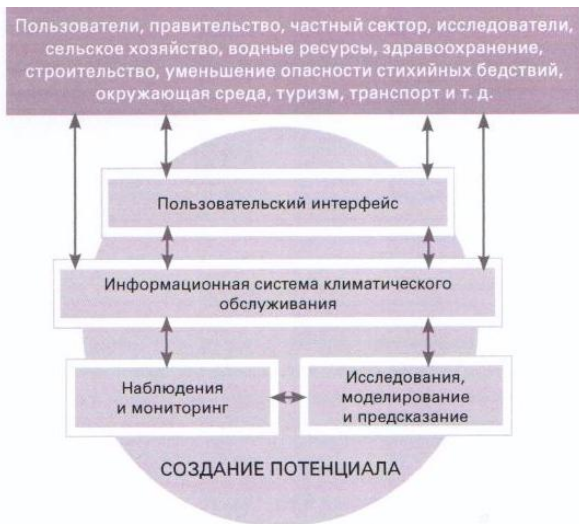 Пользователи, правительство, частный сектор, исследователи,
сельское хозяйство, водные ресурсы, здравоохранение,
строительство, уменьшение опасности стихийных бедствий,
окружающая среда, туризм, транспорт и т. д.
Пользовательский интерфейс
Информационная система климатического
обслуживания
Наблюдения
и мониторинг
Исследования,
моделирование
и предсказание
СОЗДАНИЕ ПОТЕНЦИАЛА